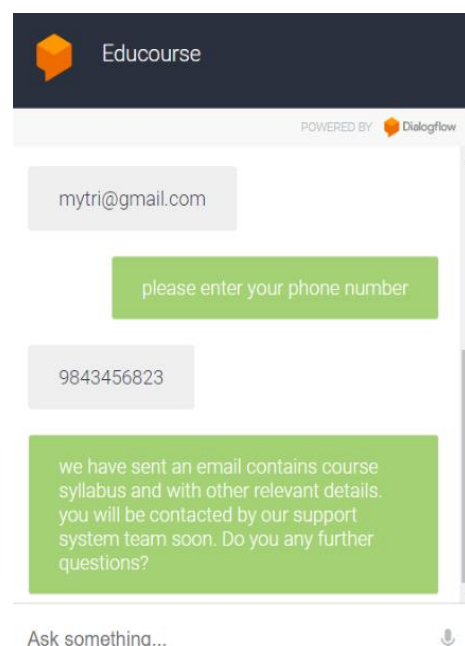 Educourse
POWERED BY Dialogflow
mytri@gmail.com
please enter your phone number
9843456823
we have sent an email contains course
syllabus and with other relevant details.
you will be contacted by our support
system team soon. Do you any further
questions?
Ask something...